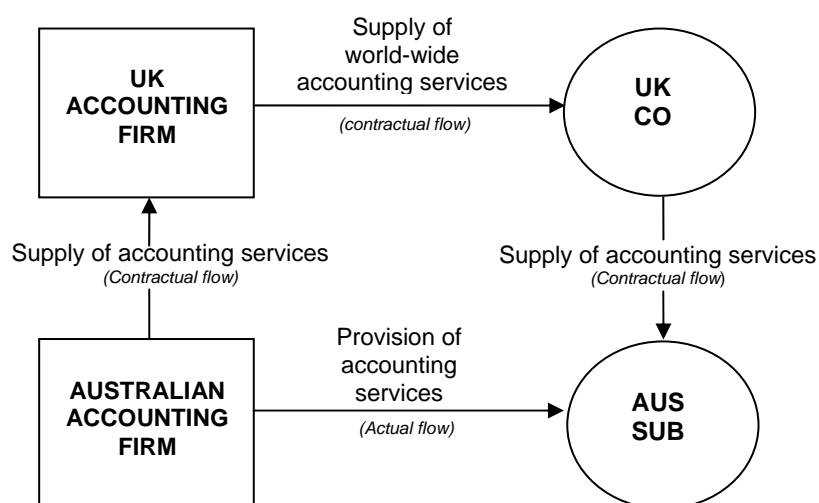 UK
ACCOUNTING
FIRM
Supply of
world-wide
accounting services
(contractual flow)
UK
CO
Supply of accounting services
(Contractual flow)
Supply of accounting services
(Contractual flow)
AUSTRALIAN
ACCOUNTING
FIRM
Provision of
accounting
services
(Actual flow)
AUS
SUB